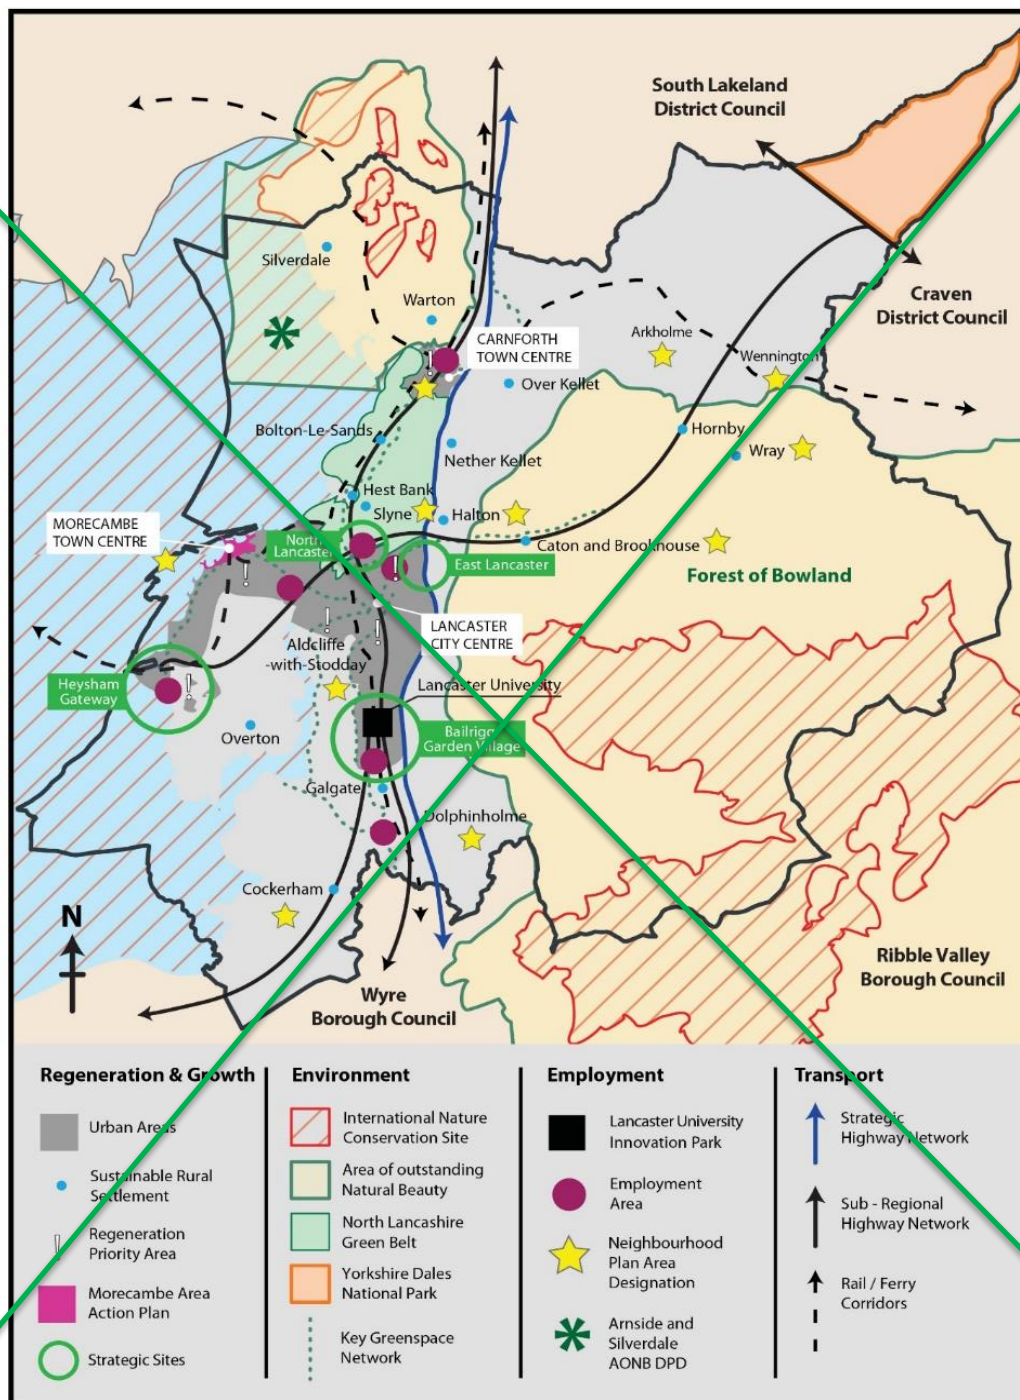 South Lakeland
District Council
Silverdale
Warton
Craven
District Council
CARNFORTH
TOWN CENTRE
Arkholme
Wennington
Over Kellet
Bolton-Le-Sands
Hornby
Nether Kellet
Wray
Hest Bank
Slyne
Halton
MORECAMBE
TOWN CENTRE
North
Lancaster
Caton and Brookhouse
East Lancaster
Forest of Bowland
LANCASTER
CITY CENTRE
Aldcliffe
-with-Stodday
Heysham
Gateway
Lancaster University
Overton
Bailrigg
Garden Village
Galgate
Dolphinholme
Cockerham
N
Wyre
Borough Council
Ribble Valley
Borough Council
Regeneration & Growth
Urban Areas
Sustainable Rural
Settlement
Regeneration
Priority Area
Morecambe Area
Action Plan
Strategic Sites
Environment
International Nature
Conservation Site
Area of outstanding
Natural Beauty
North Lancashire
Green Belt
Yorkshire Dales
National Park
Key Greenspace
Network
Employment
Lancaster University
Innovation Park
Employment
Area
Neighbourhood
Plan Area
Designation
Arnside and
Silverdale
AONB DPD
Transport
Strategic
Highway Network
Sub - Regional
Highway Network
Rail / Ferry
Corridors